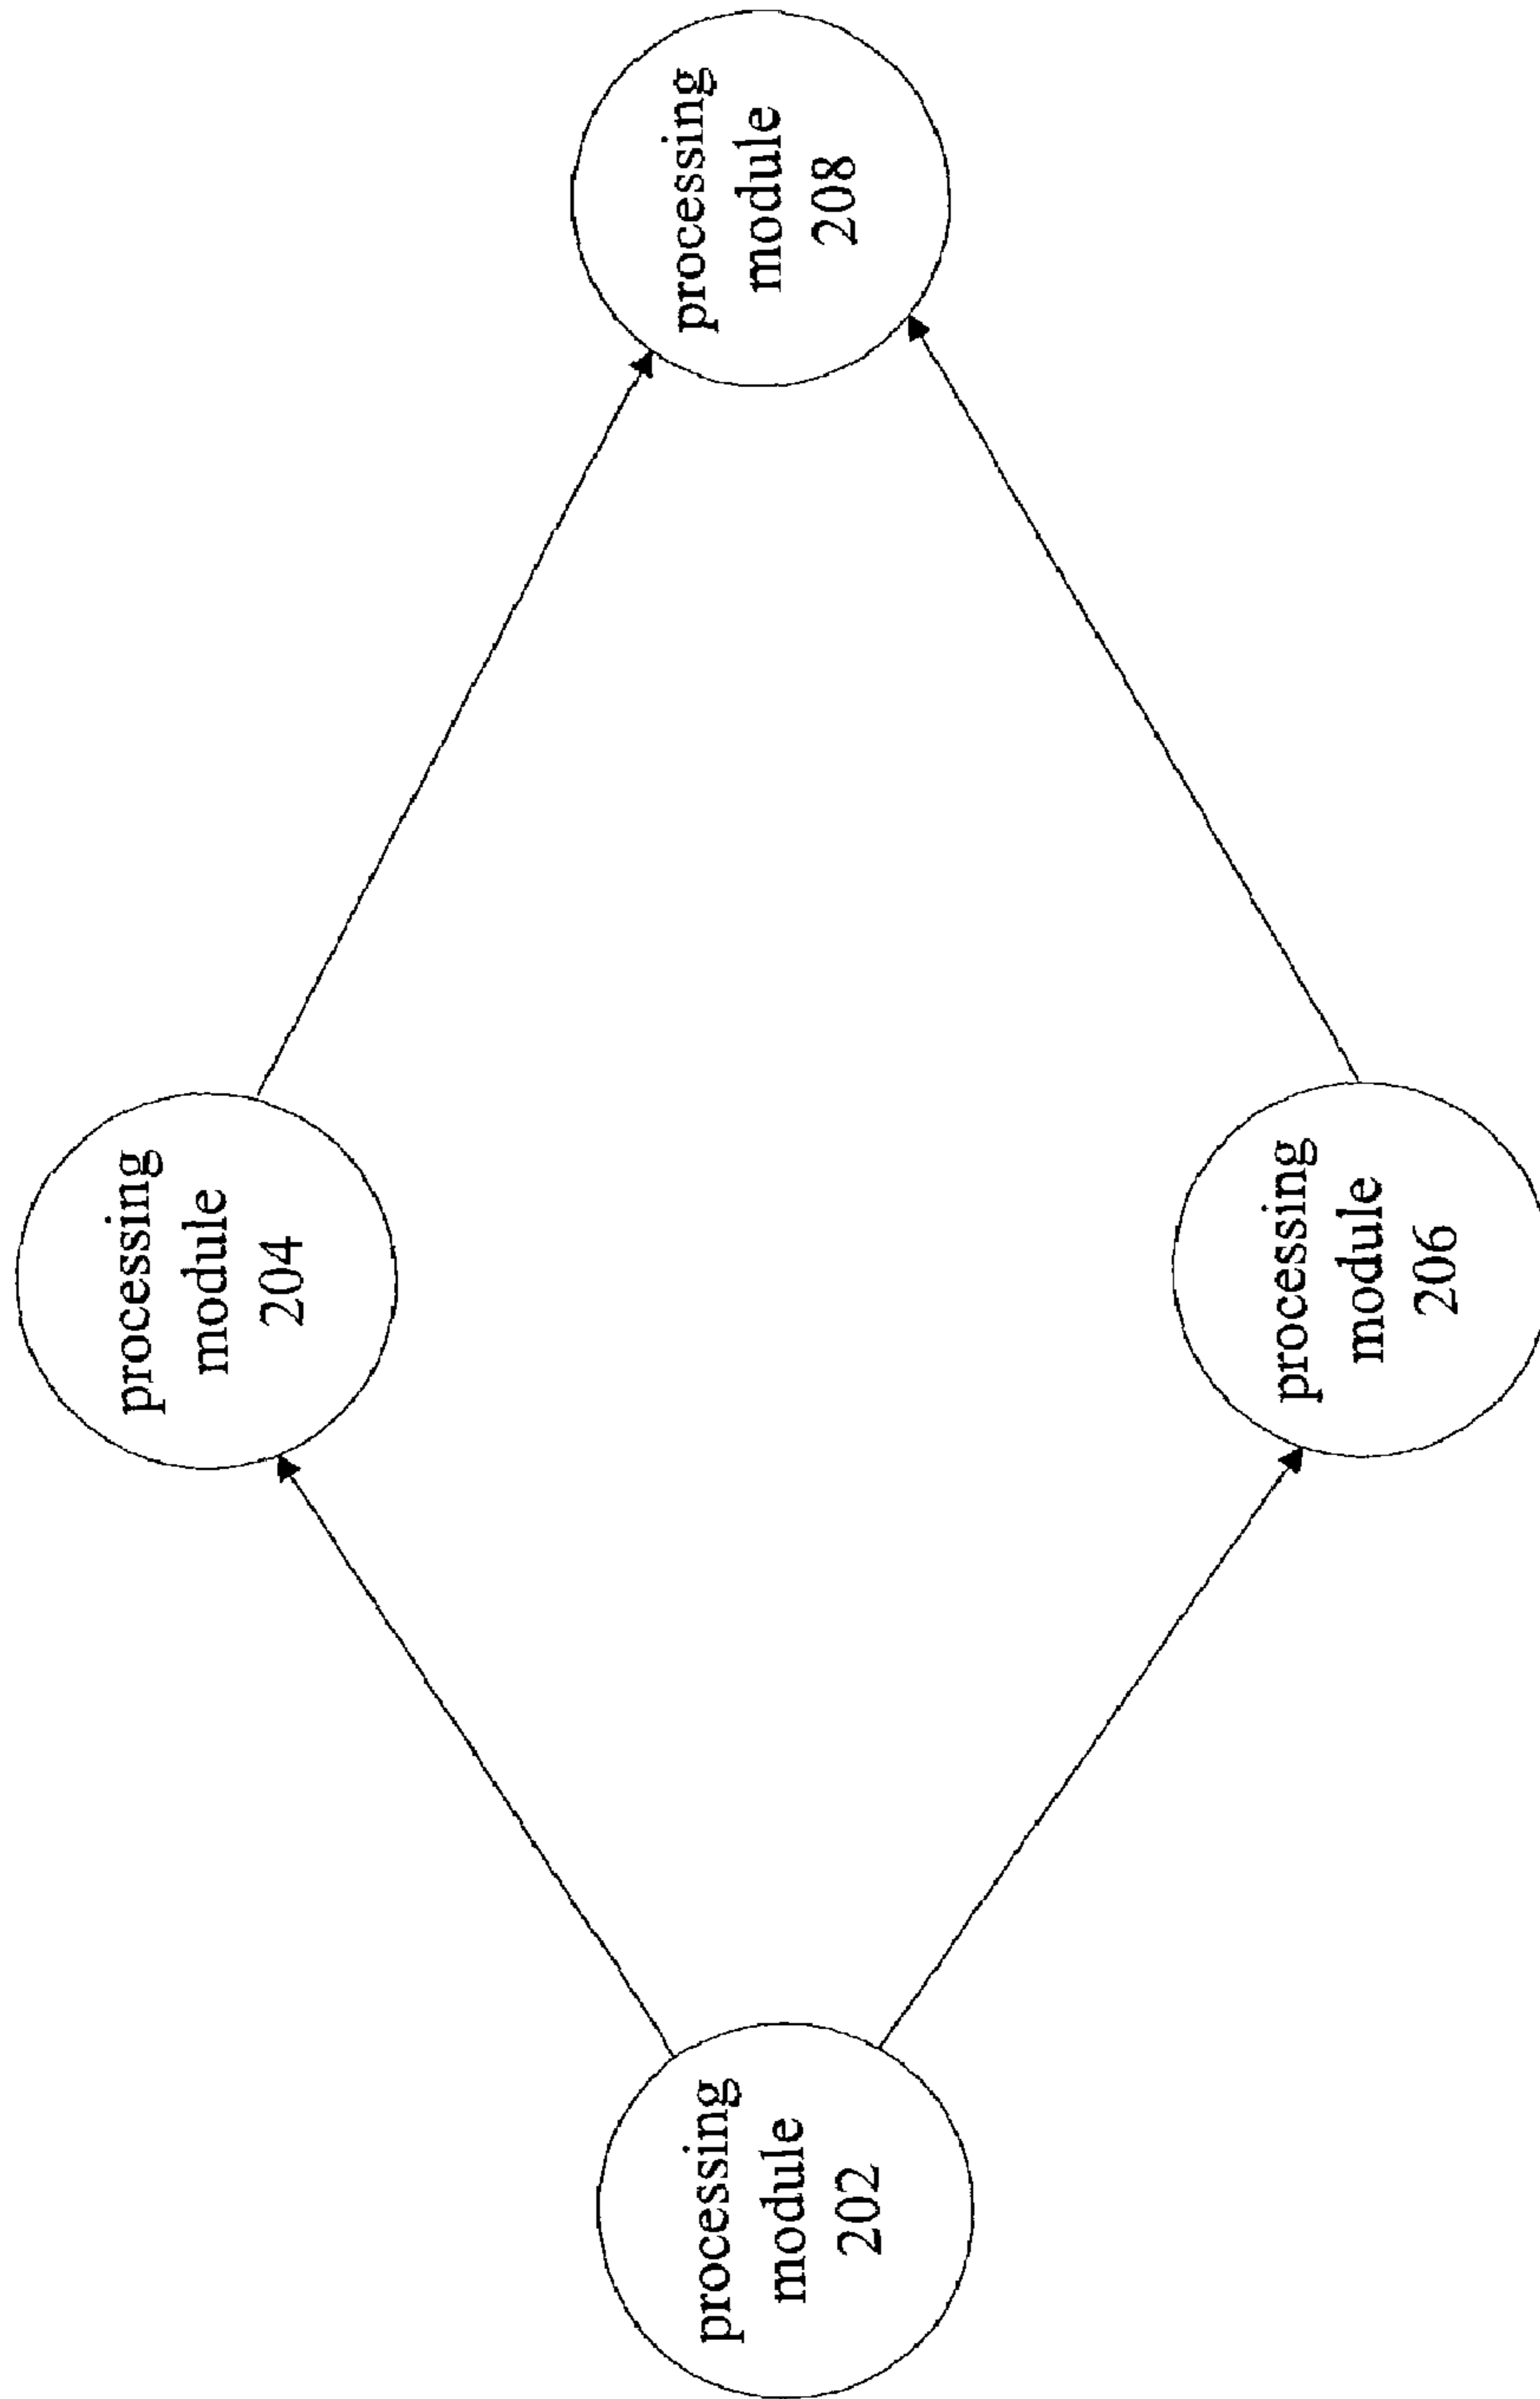 processing
module
202
processing
module
204
processing
module
206
processing
module
208